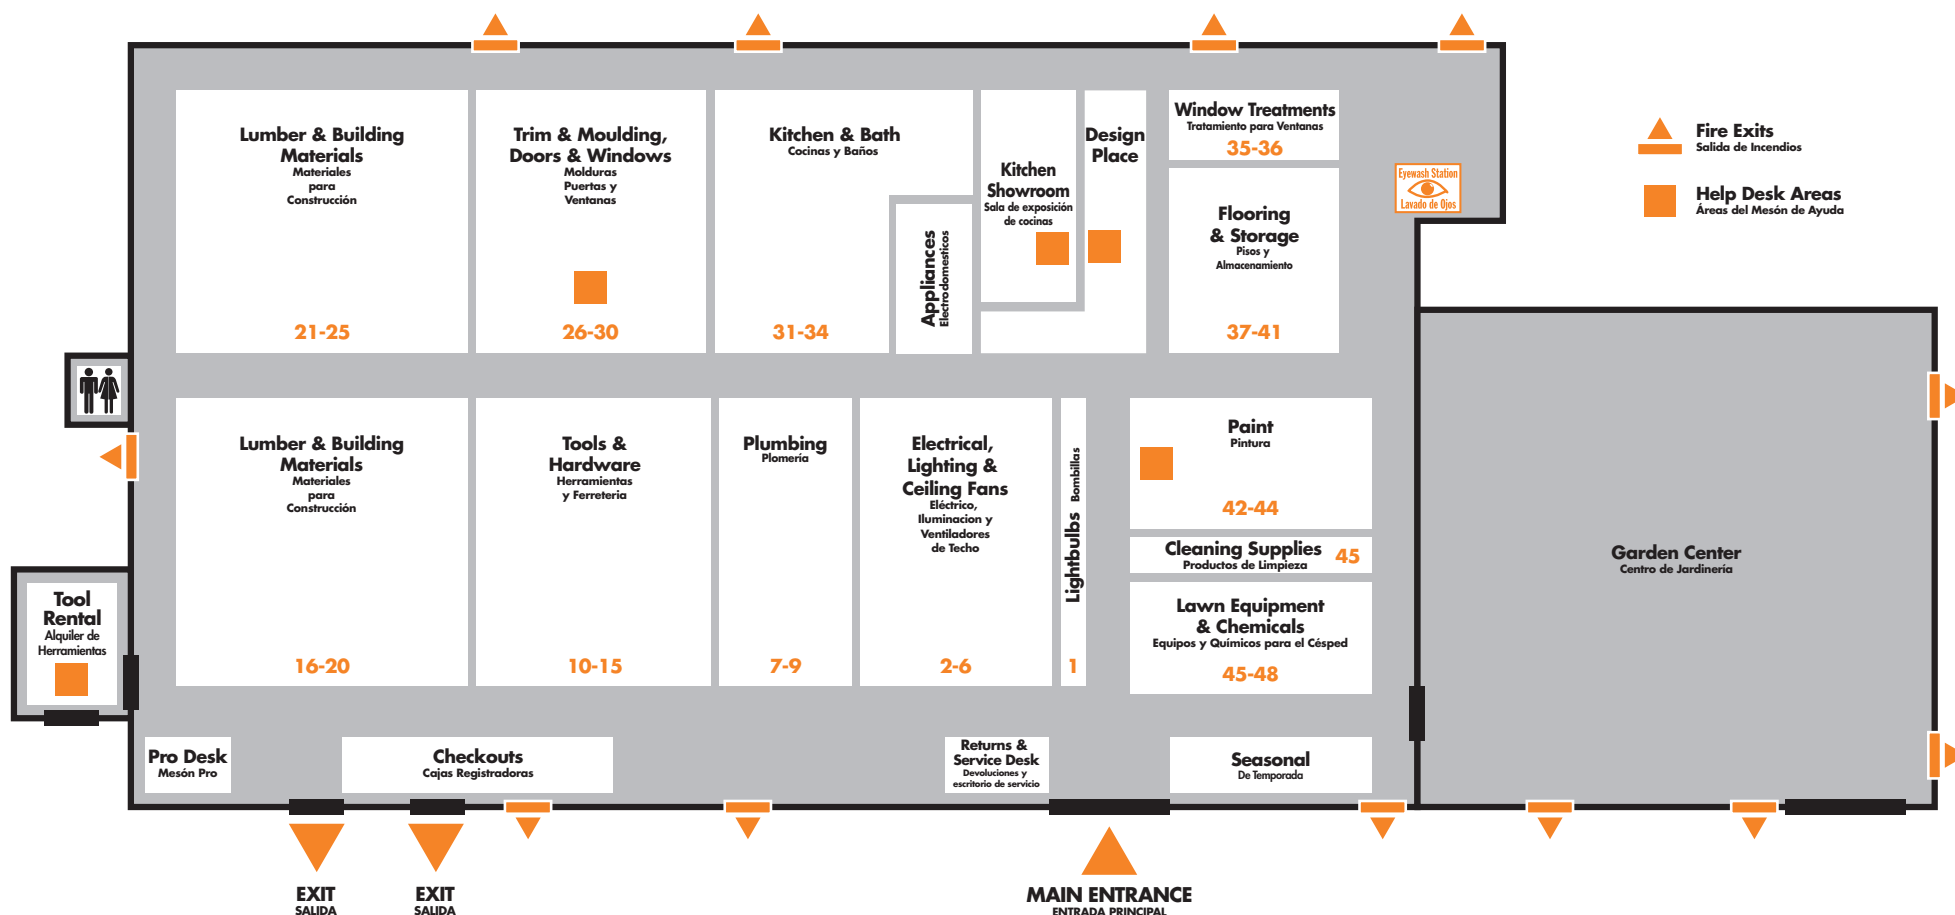 Lumber & Building
Materials
Materiales
para
Construcción
21-25
Trim & Moulding,
Doors & Windows
Molduras
Puertas y
Ventanas
26-30
Kitchen & Bath
Cocinas y Baños
31-34
Appliances
Electrodomesticos
Kitchen
Showroom
Sala de exposición
de cocinas
Design
Place
Window Treatments
Tratamiento para Ventanas
35-36
Flooring
& Storage
Pisos y
Almacenamiento
37-41
Eyewash Station
Lavado de Ojos
Fire Exits
Salida de Incendios
Help Desk Areas
Áreas del Mesón de Ayuda
Lumber & Building
Materials
Materiales
para
Construcción
16-20
Tools &
Hardware
Herramientas
y Ferreteria
10-15
Plumbing
Plomería
7-9
Electrical,
Lighting &
Ceiling Fans
Eléctrico,
Iluminacion y
Ventiladores
de Techo
2-6
Lightbulbs Bombillas
1
Paint
Pintura
42-44
Cleaning Supplies 45
Productos de Limpieza
Lawn Equipment
& Chemicals
Equipos y Químicos para el Césped
45-48
Garden Center
Centro de Jardinería
Tool
Rental
Alquiler de
Herramientas
Pro Desk
Mesón Pro
Checkouts
Cajas Registradoras
Returns &
Service Desk
Devoluciones y
escritorio de servicio
Seasonal
De Temporada
EXIT
SALIDA
EXIT
SALIDA
MAIN ENTRANCE
ENTRADA PRINCIPAL